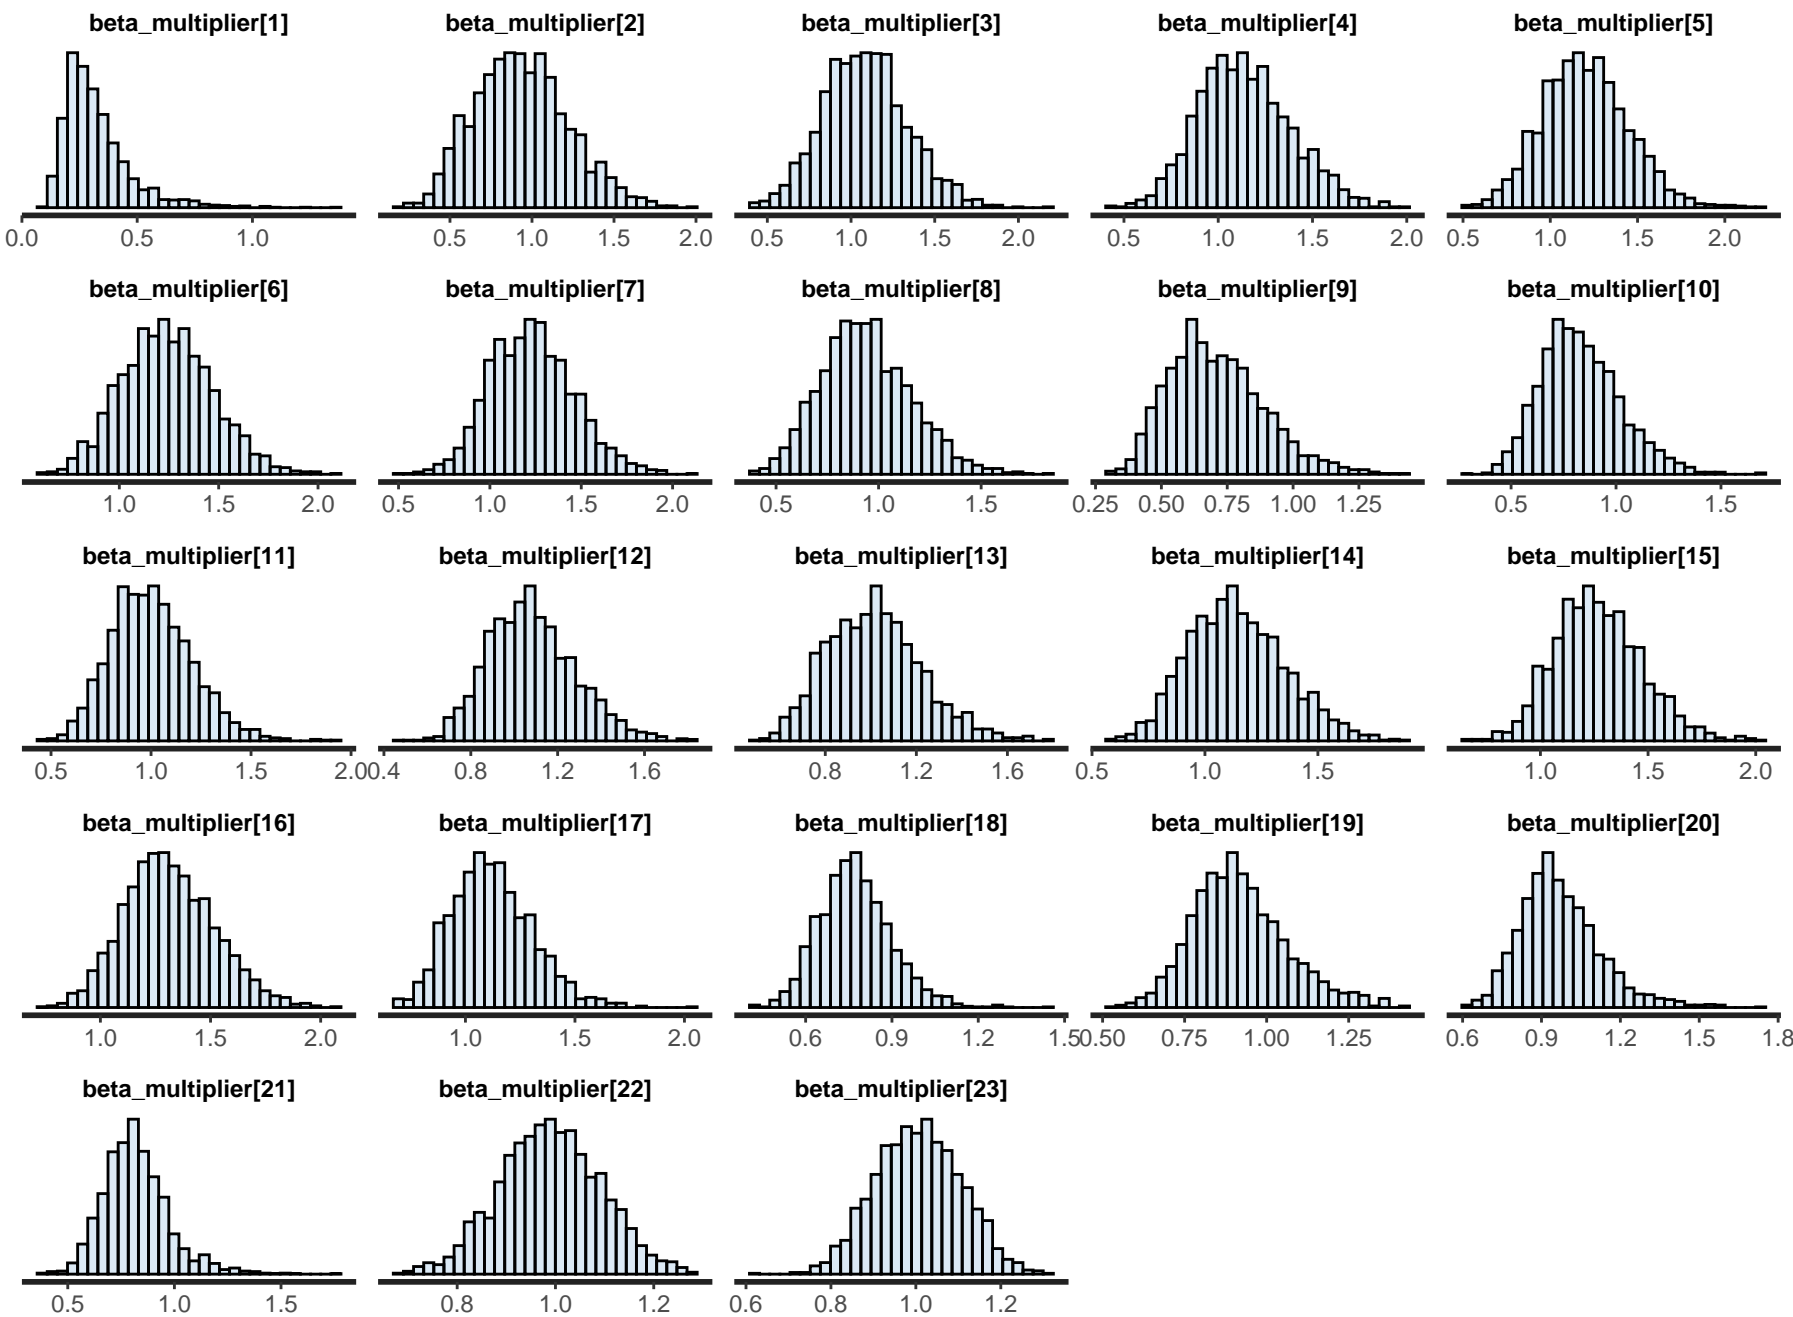 beta_multiplier[1] beta_multiplier[2] beta_multiplier[3] beta_multiplier[4] beta_multiplier[5]
0.0 0.5 1.0 0.5 1.0 1.5 2.0 0.5 1.0 1.5 2.0 0.5 1.0 1.5 2.0 0.5 1.0 1.5 2.0
beta_multiplier[6] beta_multiplier[7] beta_multiplier[8] beta_multiplier[9] beta_multiplier[10]
1.0 1.5 2.0 0.5 1.0 1.5 2.0 0.5 1.0 1.5 0.25 0.50 0.75 1.00 1.25 0.5 1.0 1.5
beta_multiplier[11] beta_multiplier[12] beta_multiplier[13] beta_multiplier[14] beta_multiplier[15]
0.5 1.0 1.5 2.0 0.4 0.8 1.2 1.6 0.8 1.2 1.6 0.5 1.0 1.5 1.0 1.5 2.0
beta_multiplier[16] beta_multiplier[17] beta_multiplier[18] beta_multiplier[19] beta_multiplier[20]
1.0 1.5 2.0 1.0 1.5 2.0 0.6 0.9 1.2 1.5 0.50 0.75 1.00 1.25 0.6 0.9 1.2 1.5 1.8
beta_multiplier[21] beta_multiplier[22] beta_multiplier[23]
0.5 1.0 1.5 0.8 1.0 1.2 0.6 0.8 1.0 1.2